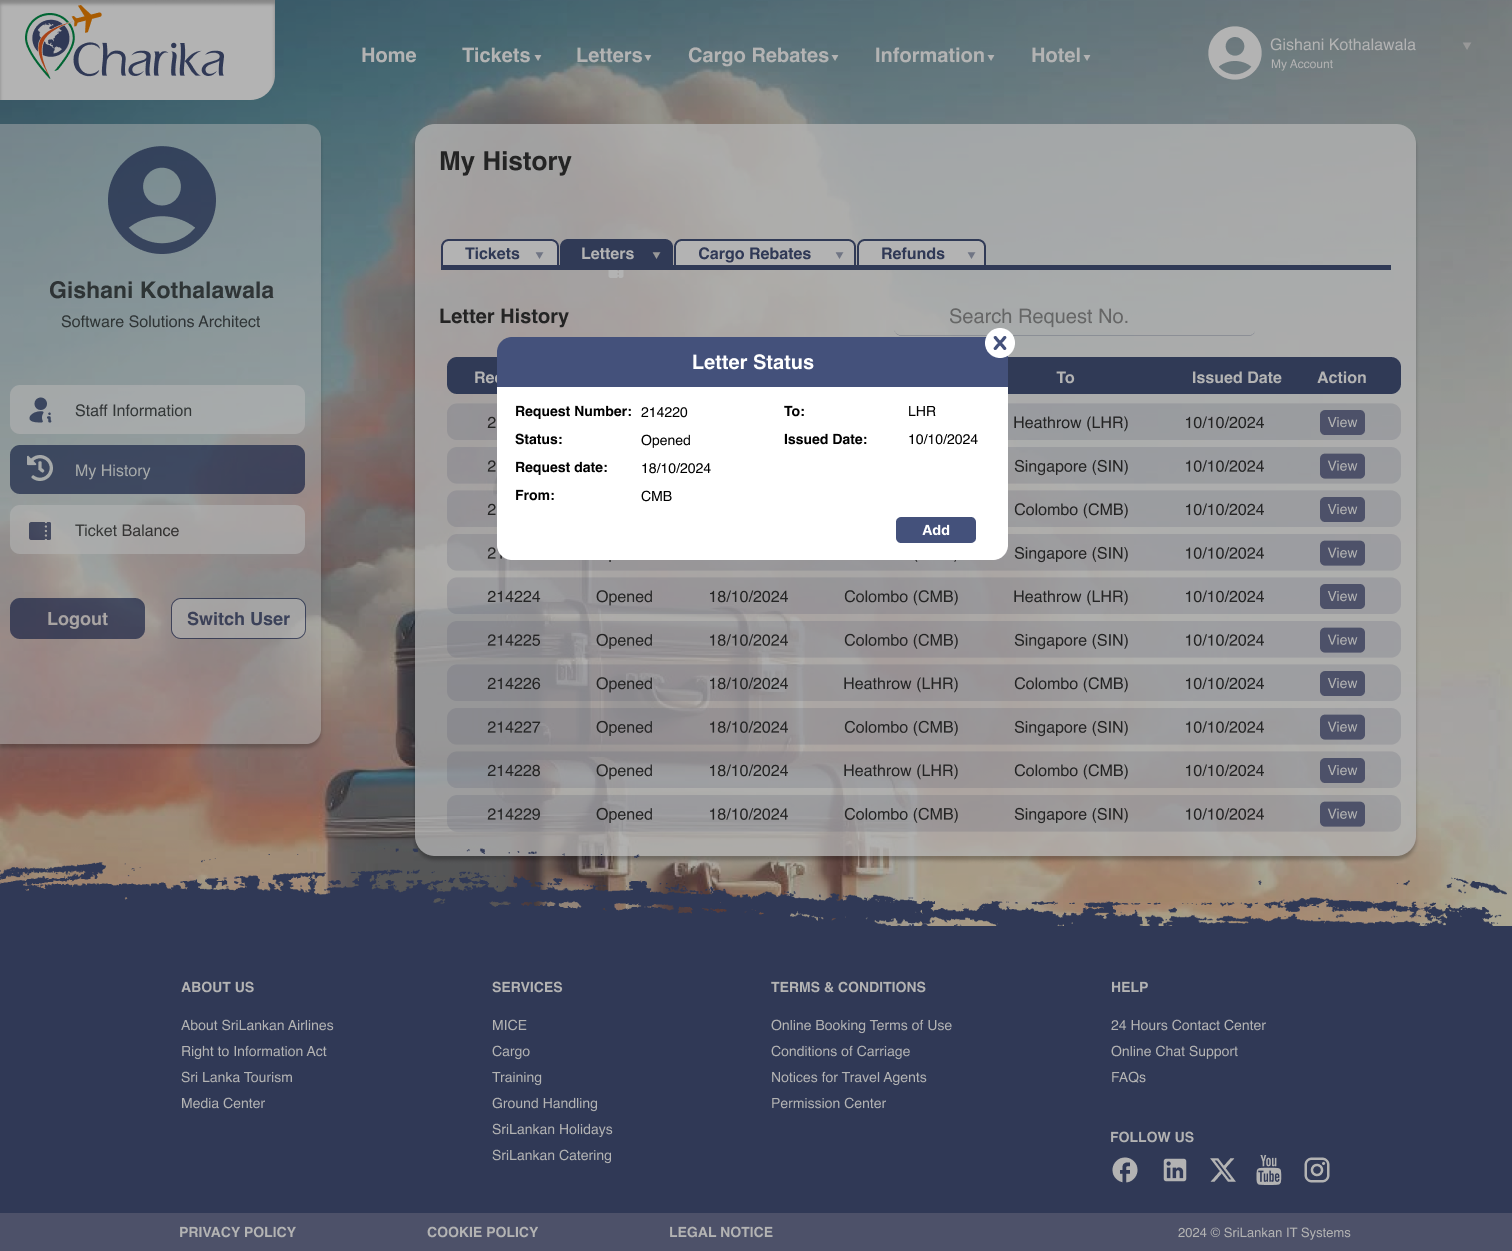 Charika
Home Tickets Letters Cargo Rebates Information Hotel
Gishani Kothalawala
My Account
Gishani Kothalawala
Software Solutions Architect
Staff Information
My History
Ticket Balance
Logout Switch User
My History
Tickets Letters Cargo Rebates Refunds
Letter History Search Request No.
To Issued Date Action
Heathrow (LHR) 10/10/2024 View
Singapore (SIN) 10/10/2024 View
Colombo (CMB) 10/10/2024 View
Singapore (SIN) 10/10/2024 View
214224 Opened 18/10/2024 Colombo (CMB) Heathrow (LHR) 10/10/2024 View
214225 Opened 18/10/2024 Colombo (CMB) Singapore (SIN) 10/10/2024 View
214226 Opened 18/10/2024 Heathrow (LHR) Colombo (CMB) 10/10/2024 View
214227 Opened 18/10/2024 Colombo (CMB) Singapore (SIN) 10/10/2024 View
214228 Opened 18/10/2024 Heathrow (LHR) Colombo (CMB) 10/10/2024 View
214229 Opened 18/10/2024 Colombo (CMB) Singapore (SIN) 10/10/2024 View
Letter Status
X
Request Number: 214220 To: LHR
Status: Opened Issued Date: 10/10/2024
Request date: 18/10/2024
From: CMB
Add
ABOUT US
About SriLankan Airlines
Right to Information Act
Sri Lanka Tourism
Media Center
SERVICES
MICE
Cargo
Training
Ground Handling
SriLankan Holidays
SriLankan Catering
TERMS & CONDITIONS
Online Booking Terms of Use
Conditions of Carriage
Notices for Travel Agents
Permission Center
HELP
24 Hours Contact Center
Online Chat Support
FAQs
FOLLOW US
You
Tube
PRIVACY POLICY COOKIE POLICY LEGAL NOTICE 2024 © SriLankan IT Systems